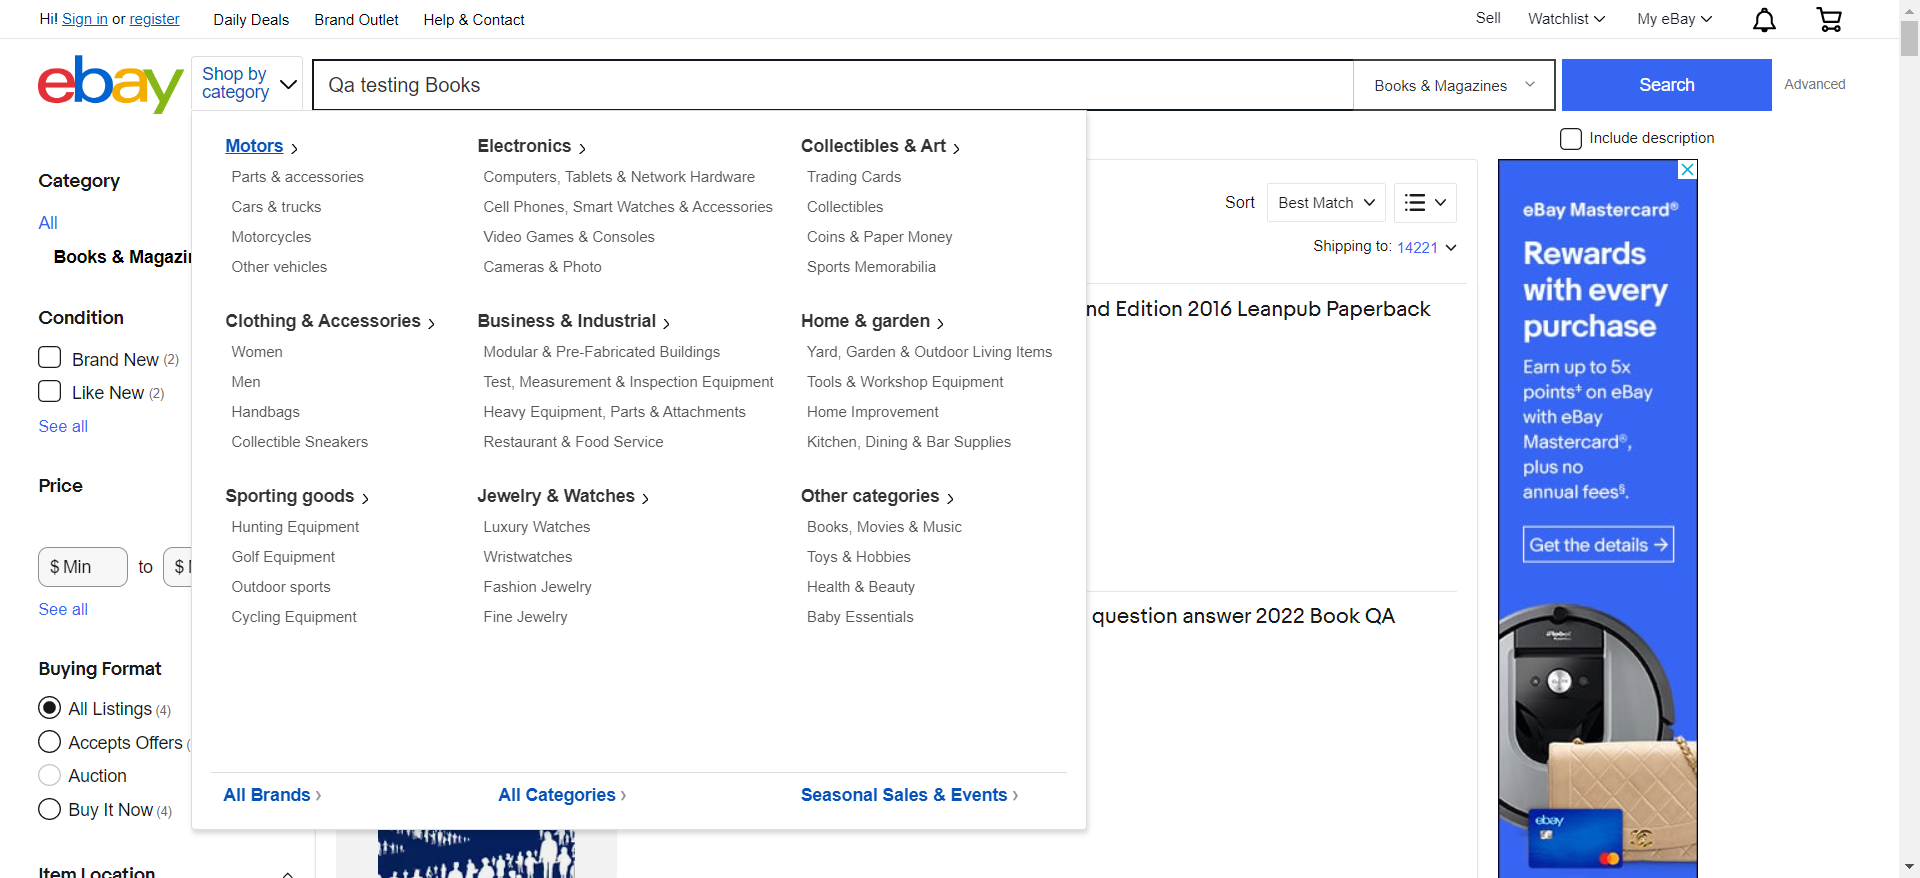 Hi! Sign in or register Daily Deals Brand Outlet Help & Contact Sell Watchlist My eBay
ebay Shop by category Qa testing Books Books & Magazines Search Advanced
Include description
Category
All
Books & Magazin
Condition
Brand New (2)
Like New (2)
See all
Price
$ Min to $
See all
Buying Format
All Listings (4)
Accepts Offers (
Auction
Buy It Now (4)
Item Location
Motors
Parts & accessories
Cars & trucks
Motorcycles
Other vehicles
Electronics
Computers, Tablets & Network Hardware
Cell Phones, Smart Watches & Accessories
Video Games & Consoles
Cameras & Photo
Collectibles & Art
Trading Cards
Collectibles
Coins & Paper Money
Sports Memorabilia
Clothing & Accessories
Women
Men
Handbags
Collectible Sneakers
Business & Industrial
Modular & Pre-Fabricated Buildings
Test, Measurement & Inspection Equipment
Heavy Equipment, Parts & Attachments
Restaurant & Food Service
Home & garden
Yard, Garden & Outdoor Living Items
Tools & Workshop Equipment
Home Improvement
Kitchen, Dining & Bar Supplies
Sporting goods
Hunting Equipment
Golf Equipment
Outdoor sports
Cycling Equipment
Jewelry & Watches
Luxury Watches
Wristwatches
Fashion Jewelry
Fine Jewelry
Other categories
Books, Movies & Music
Toys & Hobbies
Health & Beauty
Baby Essentials
All Brands ›
All Categories ›
Seasonal Sales & Events ›
Sort Best Match
Shipping to: 14221
nd Edition 2016 Leanpub Paperback
question answer 2022 Book QA
eBay Mastercard®
Rewards
with every
purchase
Earn up to 5x
points‡ on eBay
with eBay
Mastercard®,
plus no
annual fees§.
Get the details →
iRobot
ebay